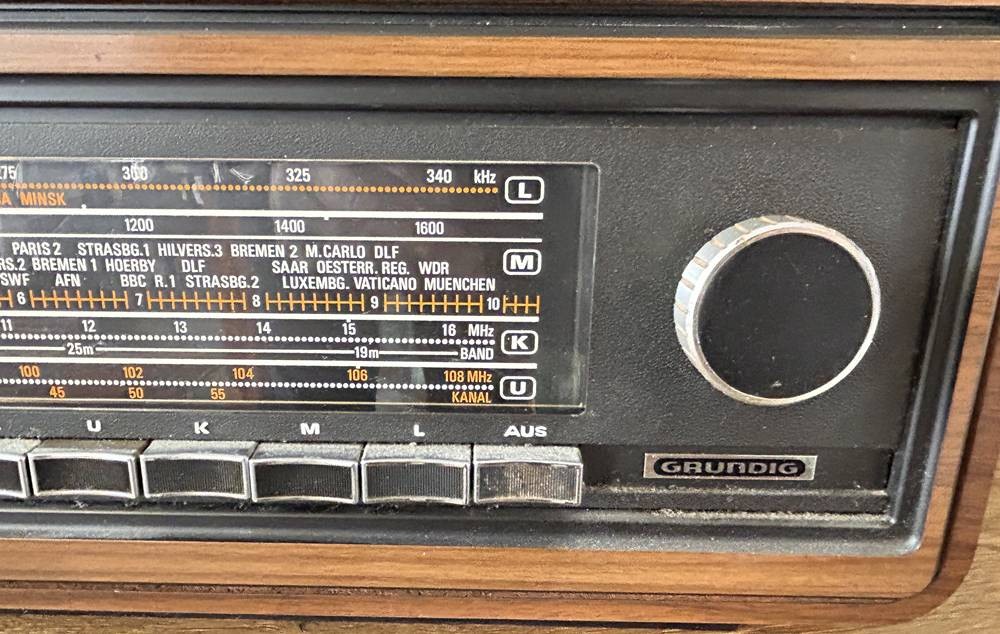 300 325 340 kHz L
MINSK
1200 1400 1600
PARIS 2 STRASBG.1 HILVERS.3 BREMEN 2 M.CARLO DLF M
BREMEN 1 HOERBY DLF SAAR OESTERR. REG. WDR
SWF AFN BBC R.1 STRASBG.2 LUXEMBG. VATICANO MUENCHEN
6 7 8 9 10
11 12 13 14 15 16 MHz K
25m 19m BAND
100 102 104 106 108 MHz U
45 50 55 KANAL
U K M L AUS
GRUNDIG